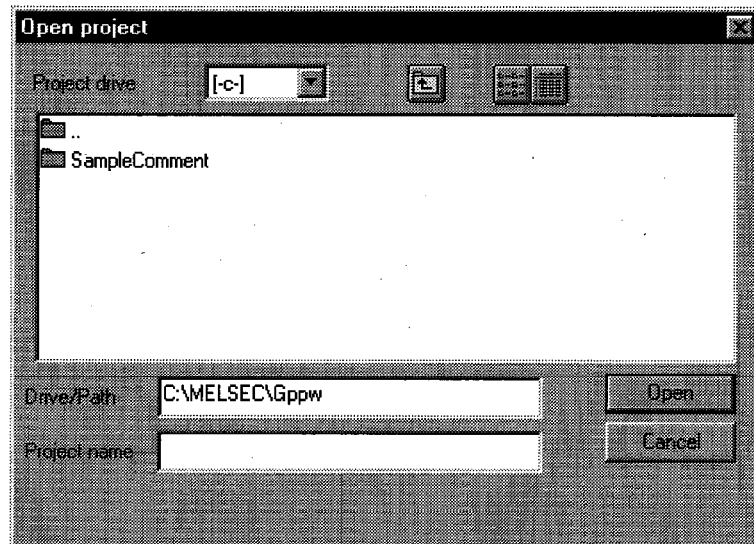 Open project
Project drive [-c-]
..
SampleComment
Drive/Path C:\MELSEC\Gppw Open
Project name Cancel